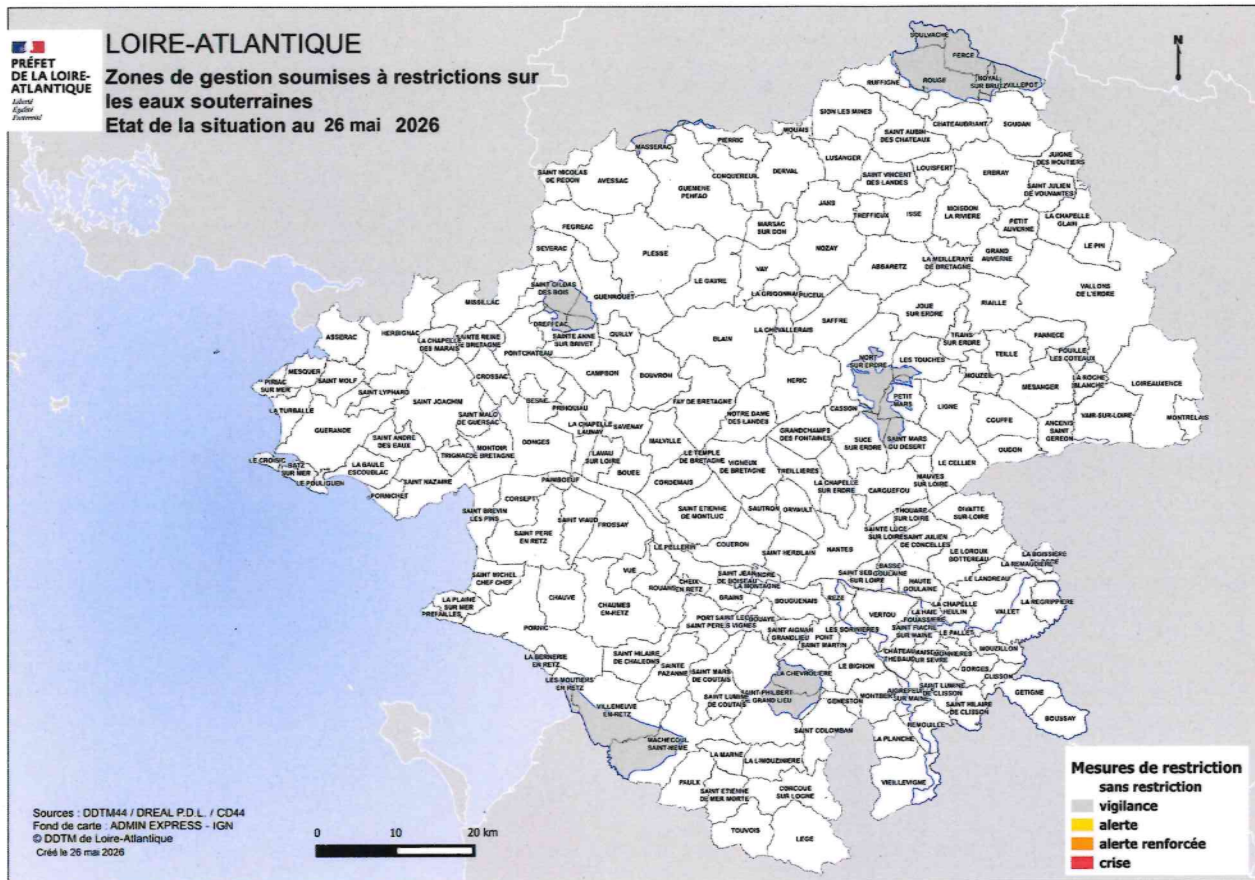 PRÉFET
DE LA LOIRE-
ATLANTIQUE
Liberté
Égalité
Fraternité
LOIRE-ATLANTIQUE
Zones de gestion soumises à restrictions sur
les eaux souterraines
Etat de la situation au 26 mai 2026
N
SOULVACHE
FERCE
ROUGE
NOYAL
SUR BRUTZ
VILLEPOT
RUFFIGNE
SION LES MINES
CHATEAUBRIANT
SOUDAN
MOUAIS
SAINT AUBIN
DES CHATEAUX
MASSERAC
PIERRIC
LUSANGER
JUIGNE
DES MOUTIERS
SAINT NICOLAS
DE REDON
AVESSAC
CONQUEREUIL
DERVAL
SAINT VINCENT
DES LANDES
LOUISFERT
ERBRAY
GUEMENE
PENFAO
SAINT JULIEN
DE VOUVANTES
JANS
TREFFIEUX
ISSE
MOISDON
LA RIVIERE
PETIT
AUVERNE
LA CHAPELLE
GLAIN
FEGREAC
MARSAC
SUR DON
SEVERAC
PLESSE
NOZAY
GRAND
AUVERNE
LE PIN
ABBARETZ
LA MEILLERAYE
DE BRETAGNE
VAY
LE GAVRE
SAINT GILDAS
DES BOIS
GUENROUET
LA GRIGONNAIS
PUCEUL
VALLONS
DE L'ERDRE
MISSILLAC
JOUE
SUR ERDRE
RIAILLE
DREFFEAC
SAFFRE
ASSERAC
HERBIGNAC
LA CHAPELLE
DES MARAIS
SAINTE REINE
DE BRETAGNE
SAINTE ANNE
SUR BRIVET
QUILLY
BLAIN
LA CHEVALLERAIS
TRANS
SUR ERDRE
PANNECE
PONTCHATEAU
TEILLE
POUILLE
LES COTEAUX
MESQUER
NORT
SUR ERDRE
LES TOUCHES
PIRIAC
SUR MER
SAINT MOLF
CROSSAC
CAMPBON
BOUVRON
HERIC
MOUZEIL
LA ROCHE
BLANCHE
LOIREAUXENCE
SAINT LYPHARD
MESANGER
LA TURBALLE
SAINT JOACHIM
BESNE
PRINQUIAU
FAY DE BRETAGNE
PETIT
MARS
LIGNE
SAINT MALO
DE GUERSAC
LA CHAPELLE
LAUNAY
SAVENAY
NOTRE DAME
DES LANDES
CASSON
COUFFE
VAIR-SUR-LOIRE
MONTRELAIS
GUERANDE
GRANDCHAMPS
DES FONTAINES
ANCENIS
SAINT
GEREON
SAINT ANDRE
DES EAUX
MONTOIR
DE BRETAGNE
TRIGNAC
DONGES
LAVAU
SUR LOIRE
MALVILLE
SUCE
SUR ERDRE
SAINT MARS
DU DESERT
OUDON
LE CROISIC
BATZ
SUR MER
LA BAULE
ESCOUBLAC
BOUEE
LE TEMPLE
DE BRETAGNE
VIGNEUX
DE BRETAGNE
TREILLIERES
LE CELLIER
LE POULIGUEN
SAINT NAZAIRE
PAIMBOEUF
CORDEMAIS
LA CHAPELLE
SUR ERDRE
CARQUEFOU
MAUVES
SUR LOIRE
PORNICHET
CORSEPT
SAINT BREVIN
LES PINS
SAINT ETIENNE
DE MONTLUC
SAUTRON
ORVAULT
THOUARE
SUR LOIRE
DIVATTE
SUR-LOIRE
SAINT VIAUD
FROSSAY
SAINT PERE
EN RETZ
SAINTE LUCE
SUR LOIRE
SAINT JULIEN
DE CONCELLES
LE PELLERIN
COUERON
SAINT HERBLAIN
NANTES
LE LOROUX
BOTTEREAU
LA BOISSIERE
LA REMAUDIERE
SAINT MICHEL
CHEF CHEF
VUE
CHEIX
EN RETZ
SAINT JEAN
DE BOISEAU
INDRE
LA MONTAGNE
SAINT SEB
SUR LOIRE
BASSE
GOULAINE
LE LANDREAU
ROUANS
HAUTE
GOULAINE
LA PLAINE
SUR MER
PREFAILLES
CHAUVE
CHAUMES
EN-RETZ
BRAINS
BOUGUENAIS
REZE
VERTOU
LA CHAPELLE
HEULIN
VALLET
LA REGRIPPIERE
PORT SAINT PERE
BOUAYE
LA HAIE
FOUASSIERE
PORNIC
SAINT LEGER
LES VIGNES
SAINT AIGNAN
GRANDLIEU
LES SORINIERES
SAINT FIACRE
SUR MAINE
LE PALLET
PONT
SAINT MARTIN
MOUZILLON
SAINT HILAIRE
DE CHALEONS
CHÂTEAU
THEBAUD
MAISDON
SUR SEVRE
MONNIERES
LA BERNERIE
EN RETZ
SAINTE
PAZANNE
SAINT MARS
DE COUTAIS
LA CHEVROLIERE
LE BIGNON
GORGES
CLISSON
LES MOUTIERS
EN RETZ
SAINT-PHILBERT
DE GRAND LIEU
AIGREFEUILLE
SUR MAINE
SAINT LUMINE
DE CLISSON
GETIGNE
VILLENEUVE
EN-RETZ
SAINT LUMINE
DE COUTAIS
GENESTON
MONTBERT
SAINT HILAIRE
DE CLISSON
BOUSSAY
REMOUILLE
SAINT COLOMBAN
MACHECOUL
SAINT-MEME
LA PLANCHE
LA MARNE
LA LIMOUZINIERE
VIEILLEVIGNE
PAULX
SAINT ETIENNE
DE MER MORTE
CORCOUE
SUR LOGNE
TOUVOIS
LEGE
Mesures de restriction
sans restriction
vigilance
alerte
alerte renforcée
crise
Sources : DDTM44 / DREAL P.D.L. / CD44
Fond de carte : ADMIN EXPRESS - IGN
© DDTM de Loire-Atlantique
Créé le 26 mai 2026
0 10 20 km